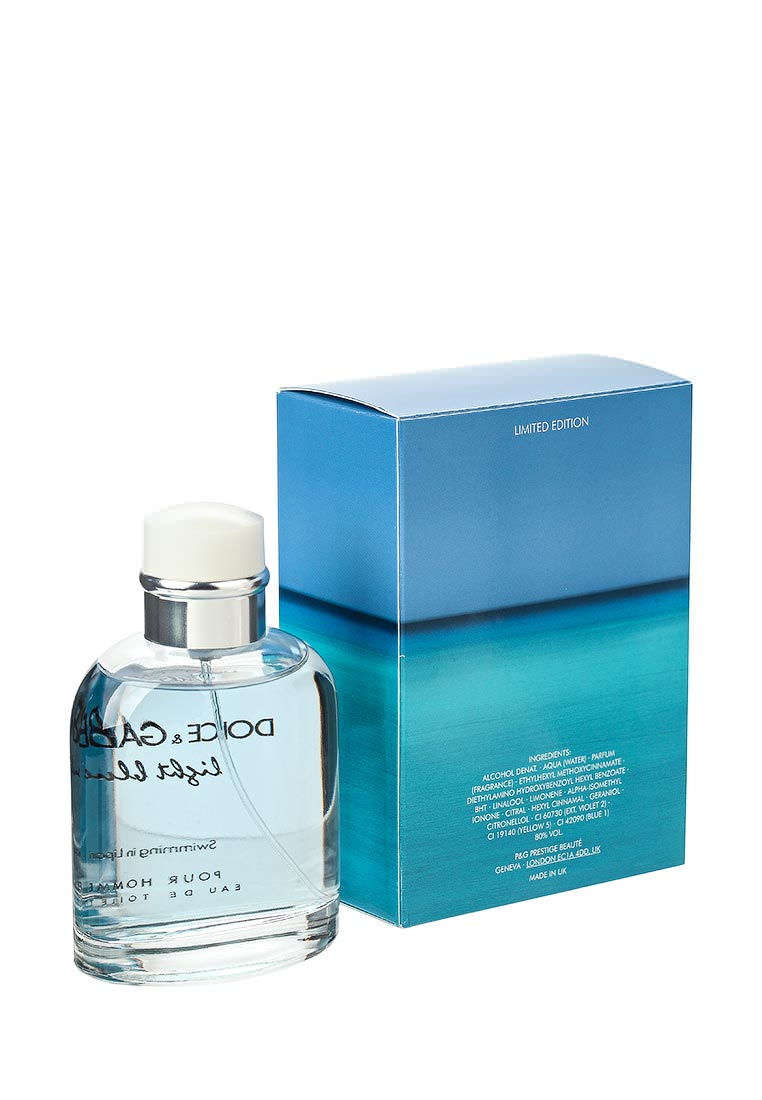 LIMITED EDITION
DOLCE & GABB
light blue
Swimming in Lipari
POUR HOMME
EAU DE TOILETTE
INGREDIENTS:
ALCOHOL DENAT. · AQUA (WATER) · PARFUM
(FRAGRANCE) · ETHYLHEXYL METHOXYCINNAMATE ·
DIETHYLAMINO HYDROXYBENZOYL HEXYL BENZOATE ·
BHT · LINALOOL · LIMONENE · ALPHA-ISOMETHYL
IONONE · CITRAL · HEXYL CINNAMAL · GERANIOL ·
CITRONELLOL · CI 60730 (EXT. VIOLET 2) ·
CI 19140 (YELLOW 5) · CI 42090 (BLUE 1)
80% VOL.
P&G PRESTIGE BEAUTÉ
GENEVA · LONDON EC1A 4DD, UK
MADE IN UK